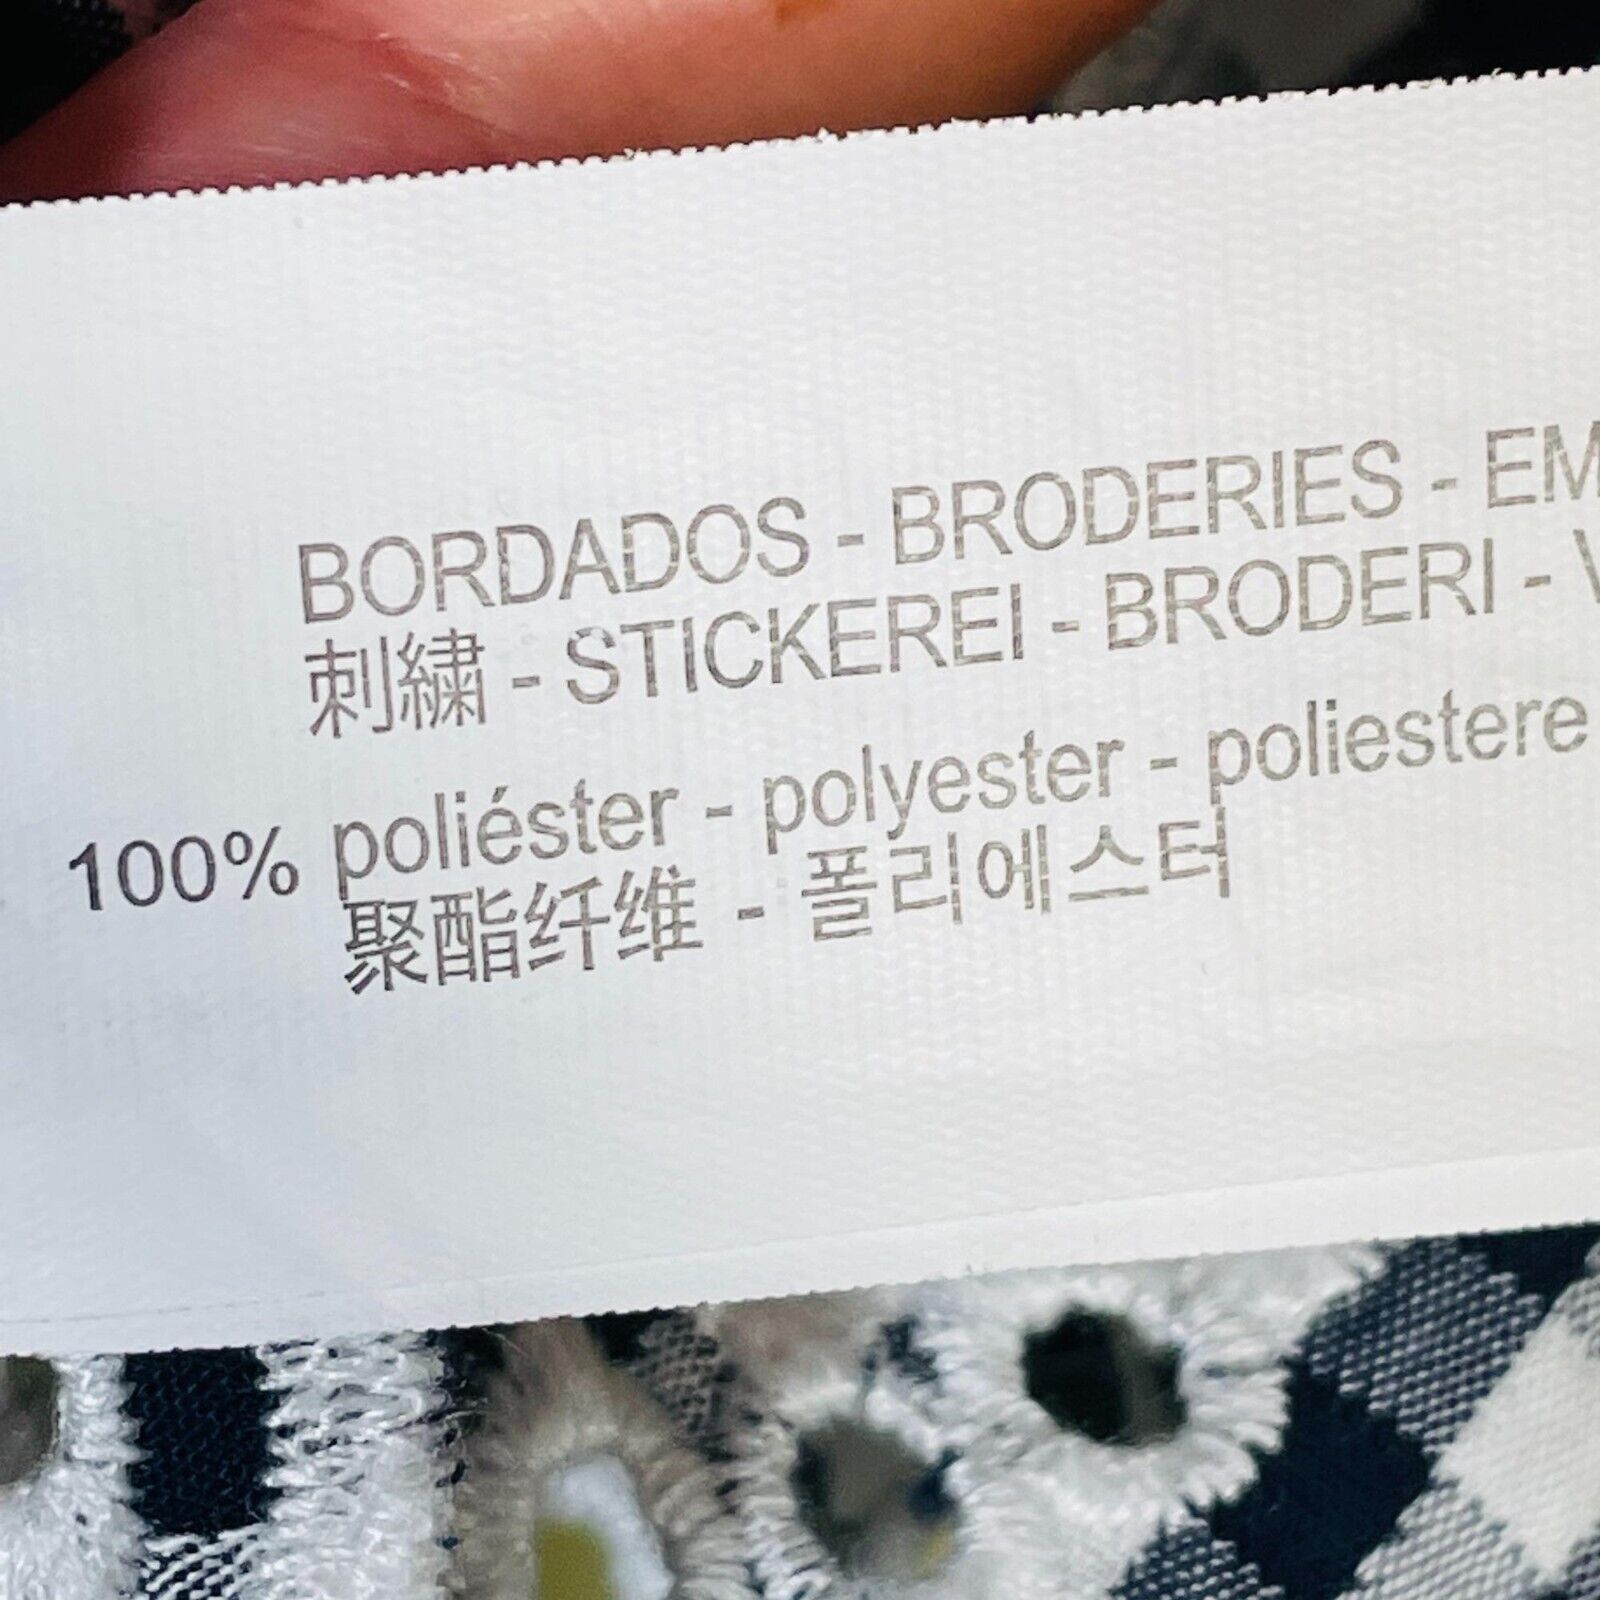 BORDADOS - BRODERIES - EM
刺繍 - STICKEREI - BRODERI -
100% poliéster - polyester - poliestere
聚酯纤维 - 폴리에스터